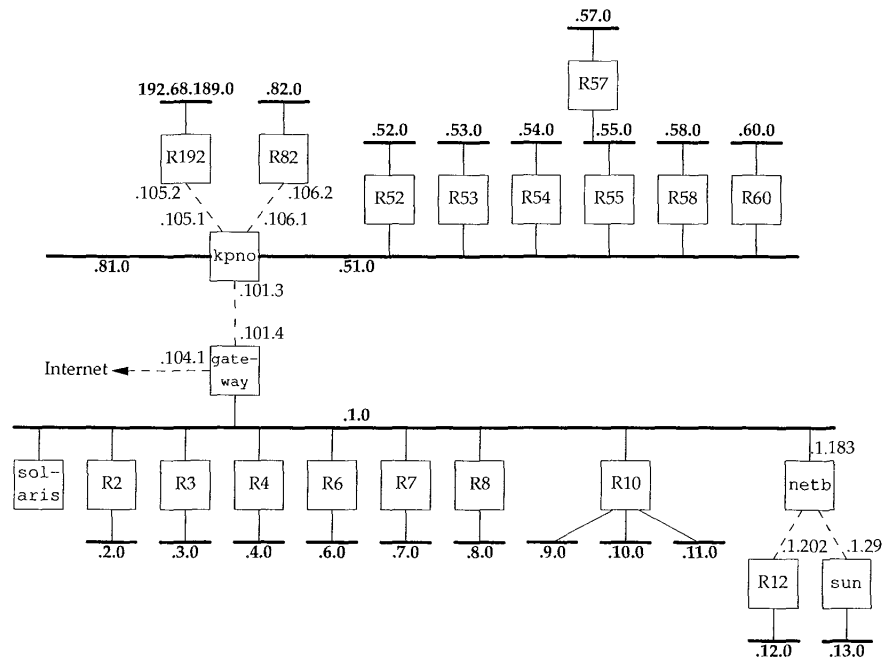 .57.0
R57
192.68.189.0 .82.0
.52.0 .53.0 .54.0 .55.0 .58.0 .60.0
R192 R82
R52 R53 R54 R55 R58 R60
.105.2 .106.2
.105.1 .106.1
kpno
.81.0 .51.0
.101.3
.101.4
.104.1
Internet
gate-
way
.1.0
.1.183
sol-
aris
R2 R3 R4 R6 R7 R8 R10 netb
.2.0 .3.0 .4.0 .6.0 .7.0 .8.0 .9.0 .10.0 .11.0
.1.202 .1.29
R12 sun
.12.0 .13.0